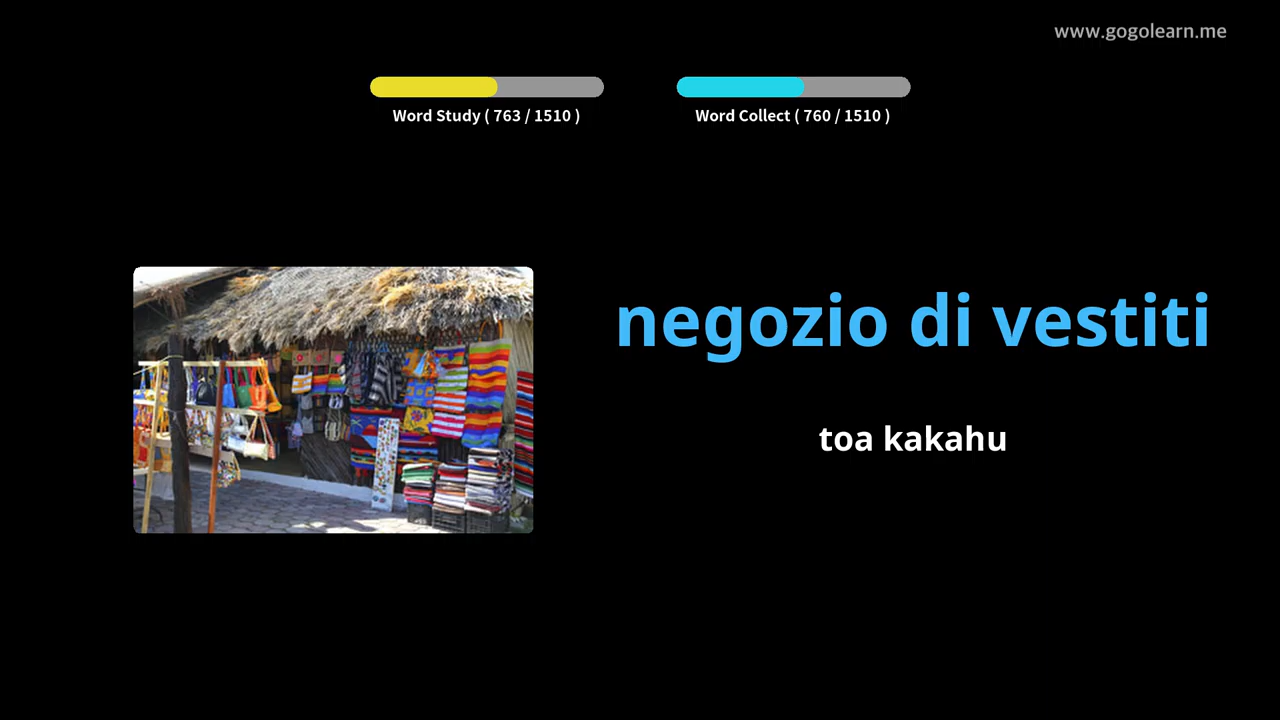 www.gogolearn.me
Word Study ( 763 / 1510 )
Word Collect ( 760 / 1510 )
negozio di vestiti
toa kakahu